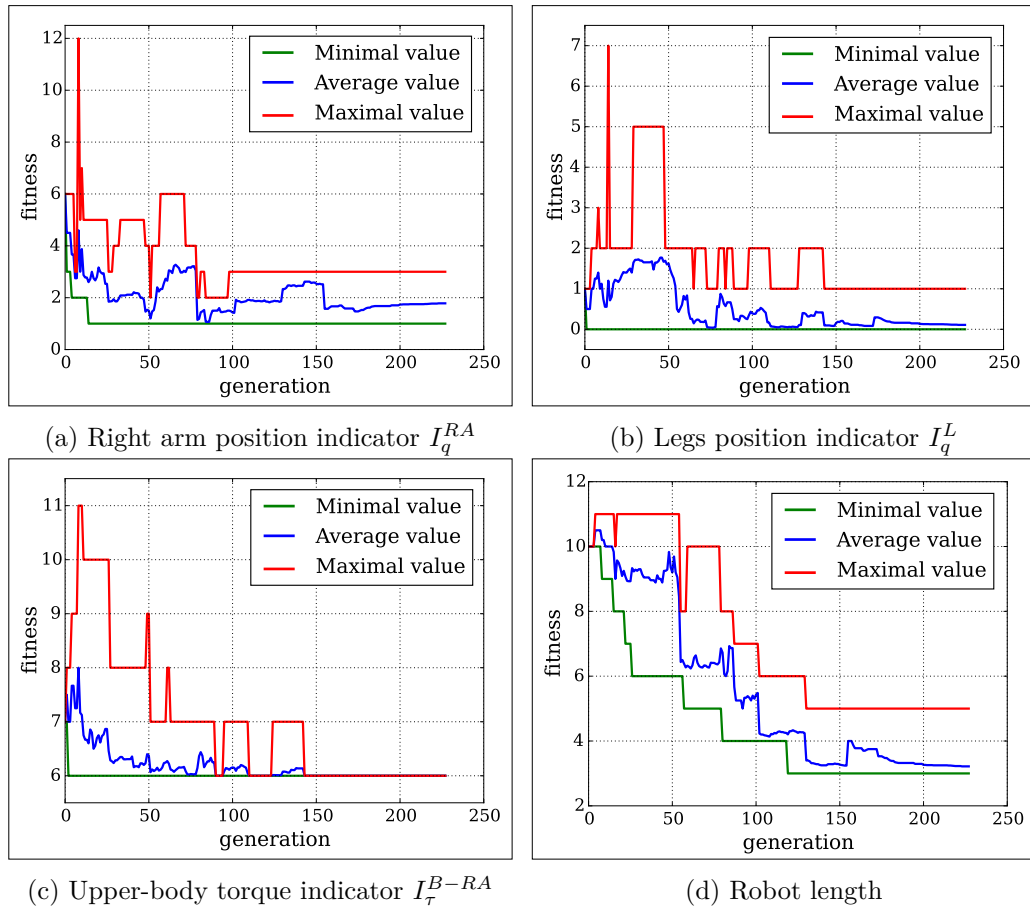 12
10
8
6
4
2
0
fitness
Minimal value
Average value
Maximal value
0 50 100 150 200 250
generation
(a) Right arm position indicator I_q^{RA}
7
6
5
4
3
2
1
0
fitness
Minimal value
Average value
Maximal value
0 50 100 150 200 250
generation
(b) Legs position indicator I_q^L
11
10
9
8
7
6
fitness
Minimal value
Average value
Maximal value
0 50 100 150 200 250
generation
(c) Upper-body torque indicator I_τ^{B−RA}
12
10
8
6
4
2
fitness
Minimal value
Average value
Maximal value
0 50 100 150 200 250
generation
(d) Robot length